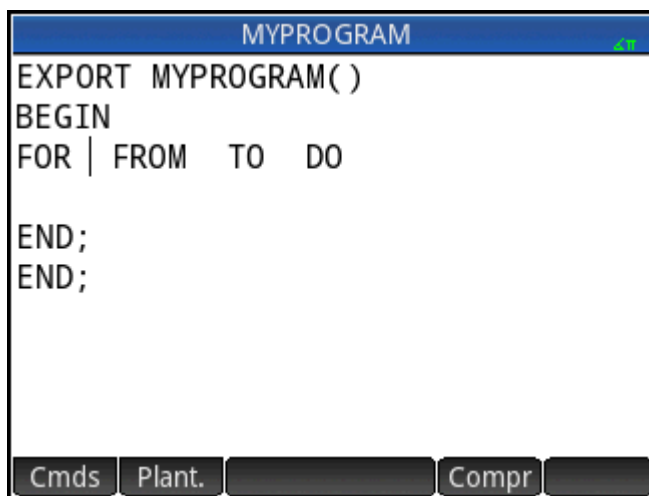 MYPROGRAM
∡π
EXPORT MYPROGRAM()
BEGIN
FOR FROM TO DO
END;
END;
Cmds Plant. Compr